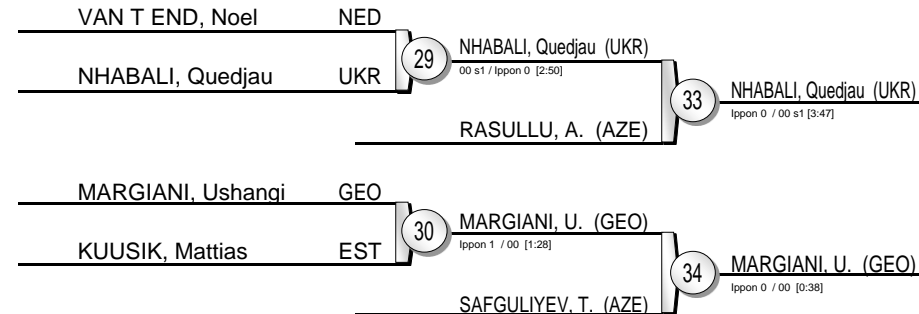 VAN T END, Noel NED
29
NHABALI, Quedjau (UKR)
00 s1 / Ippon 0 [2:50]
NHABALI, Quedjau UKR
33
NHABALI, Quedjau (UKR)
Ippon 0 / 00 s1 [3:47]
RASULLU, A. (AZE)
MARGIANI, Ushangi GEO
30
MARGIANI, U. (GEO)
Ippon 1 / 00 [1:28]
KUUSIK, Mattias EST
34
MARGIANI, U. (GEO)
Ippon 0 / 00 [0:38]
SAFGULIYEV, T. (AZE)